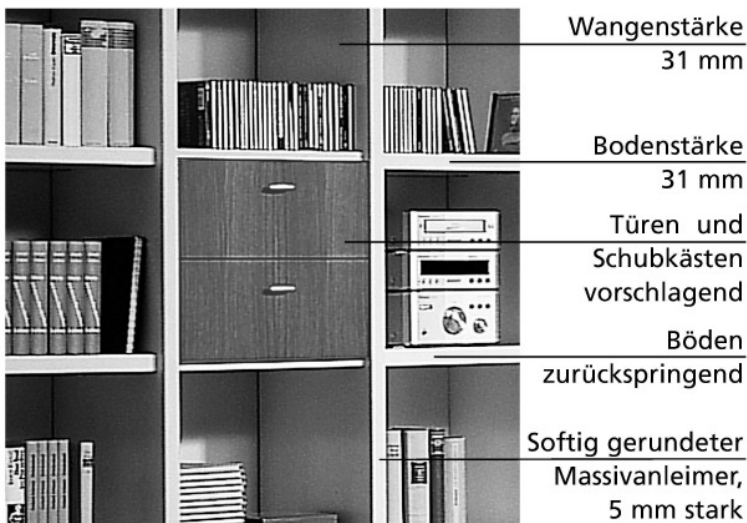 Wangenstärke
31 mm
Bodenstärke
31 mm
Türen und
Schubkästen
vorschlagend
Böden
zurückspringend
Softig gerundeter
Massivanleimer,
5 mm stark